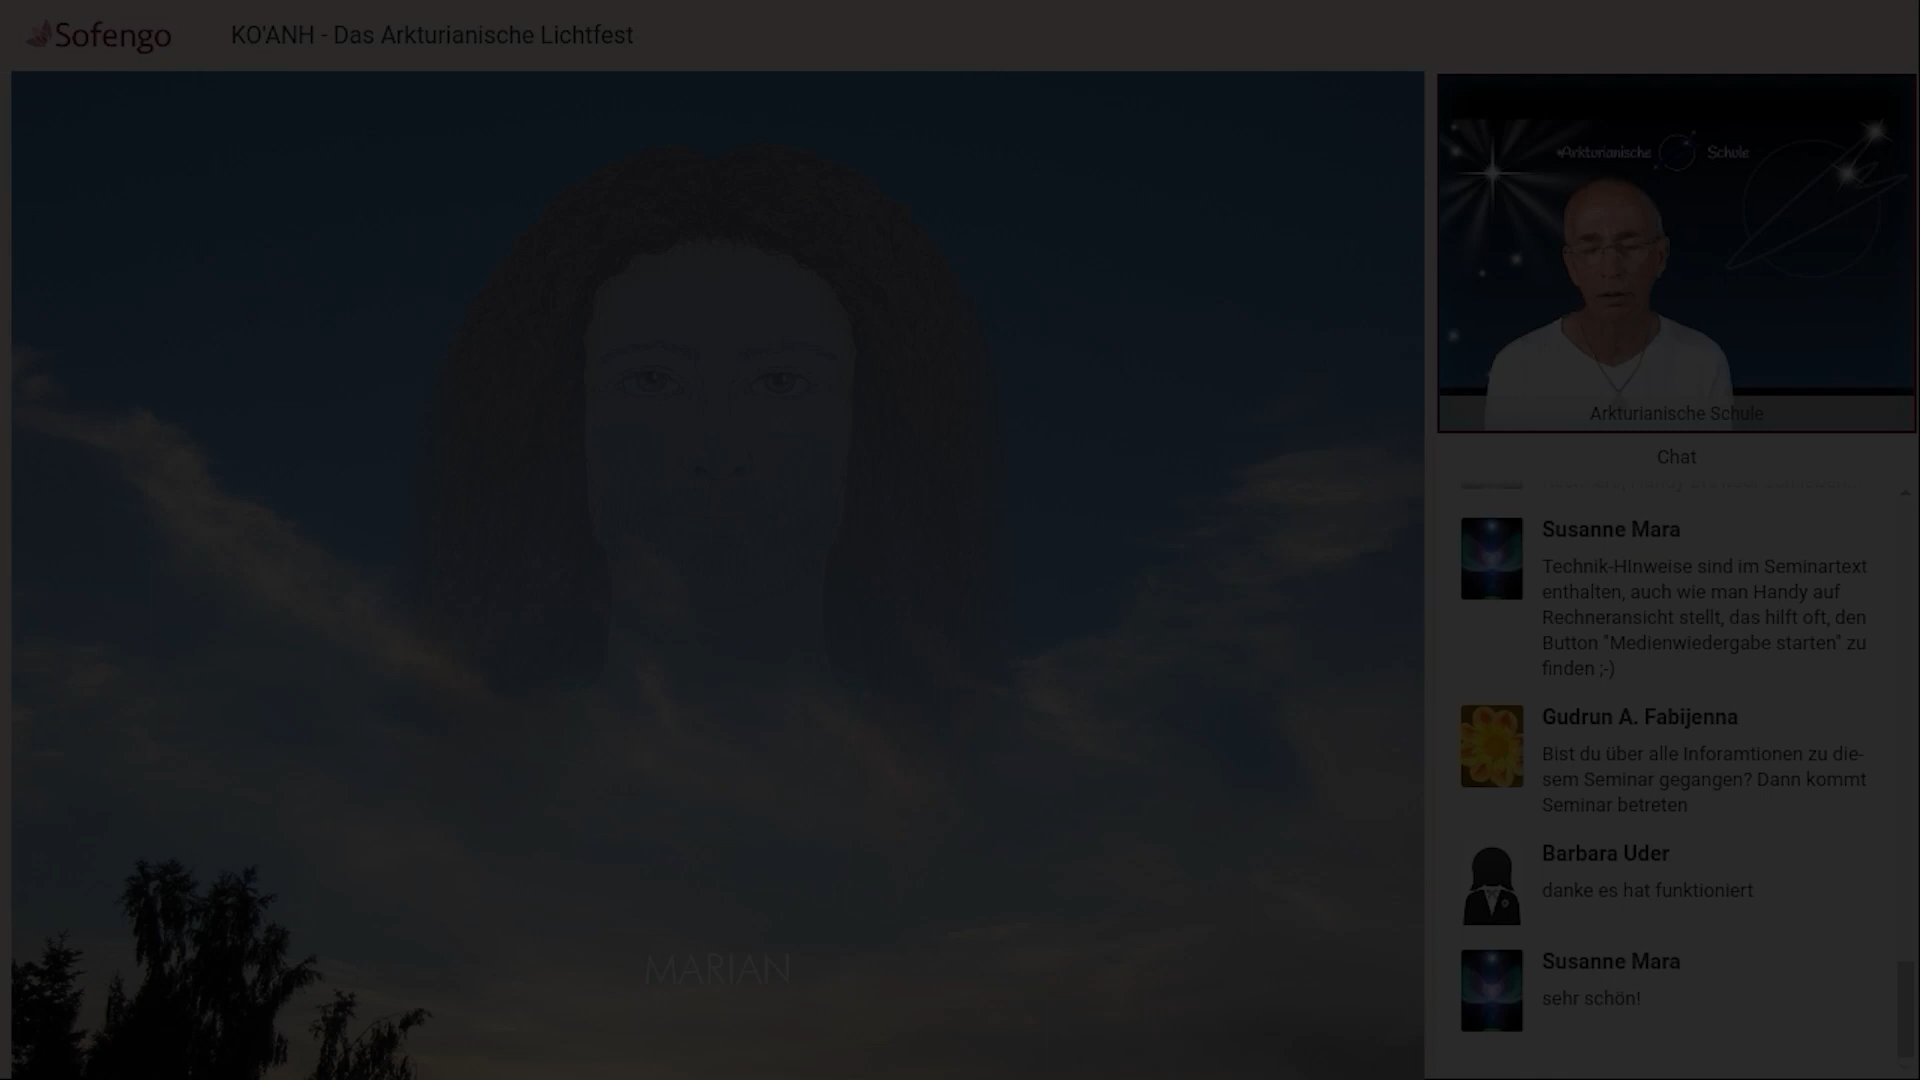 Sofengo
KO'ANH - Das Arkturianische Lichtfest
Arkturianische Schule
Arkturianische Schule
Chat
Susanne Mara
Technik-HInweise sind im Seminartext
enthalten, auch wie man Handy auf
Rechneransicht stellt, das hilft oft, den
Button "Medienwiedergabe starten" zu
finden ;-)
Gudrun A. Fabijenna
Bist du über alle Inforamtionen zu die-
sem Seminar gegangen? Dann kommt
Seminar betreten
Barbara Uder
danke es hat funktioniert
Susanne Mara
sehr schön!
MARIAN